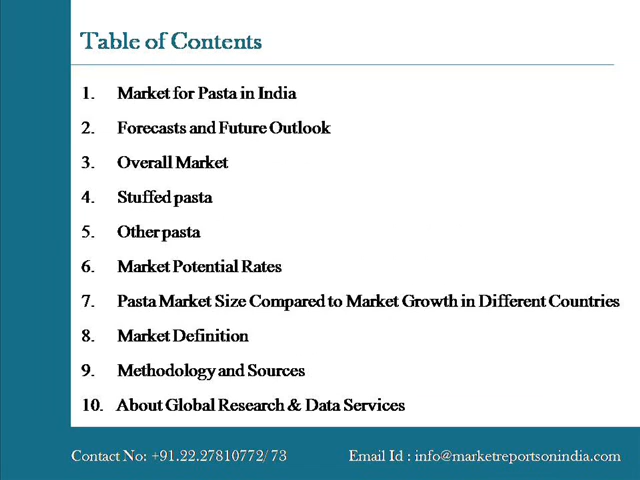 Table of Contents
1. Market for Pasta in India
2. Forecasts and Future Outlook
3. Overall Market
4. Stuffed pasta
5. Other pasta
6. Market Potential Rates
7. Pasta Market Size Compared to Market Growth in Different Countries
8. Market Definition
9. Methodology and Sources
10. About Global Research & Data Services
Contact No: +91.22.27810772/ 73 Email Id : info@marketreportsonindia.com